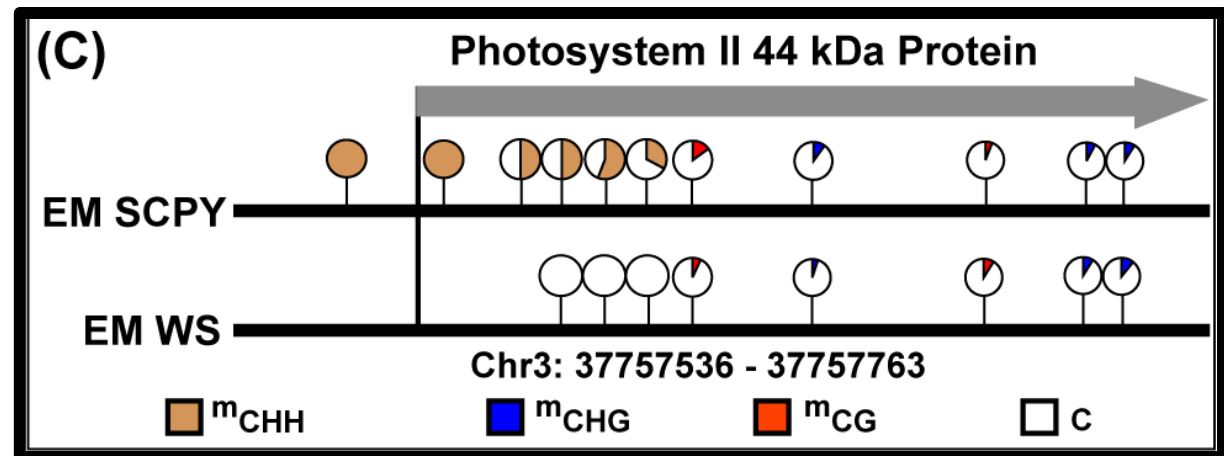 (C)
Photosystem II 44 kDa Protein
EM SCPY
EM WS
Chr3: 37757536 - 37757763
mCHH mCHG mCG C